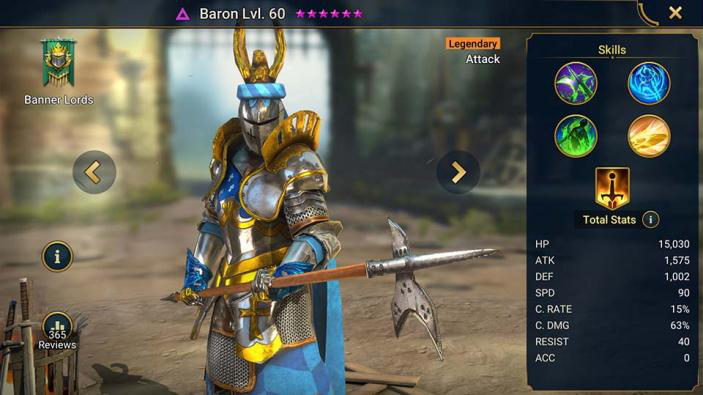 Baron Lvl. 60
Banner Lords
Legendary
Attack
365
Reviews
Skills
Total Stats
HP 15,030
ATK 1,575
DEF 1,002
SPD 90
C. RATE 15%
C. DMG 63%
RESIST 40
ACC 0